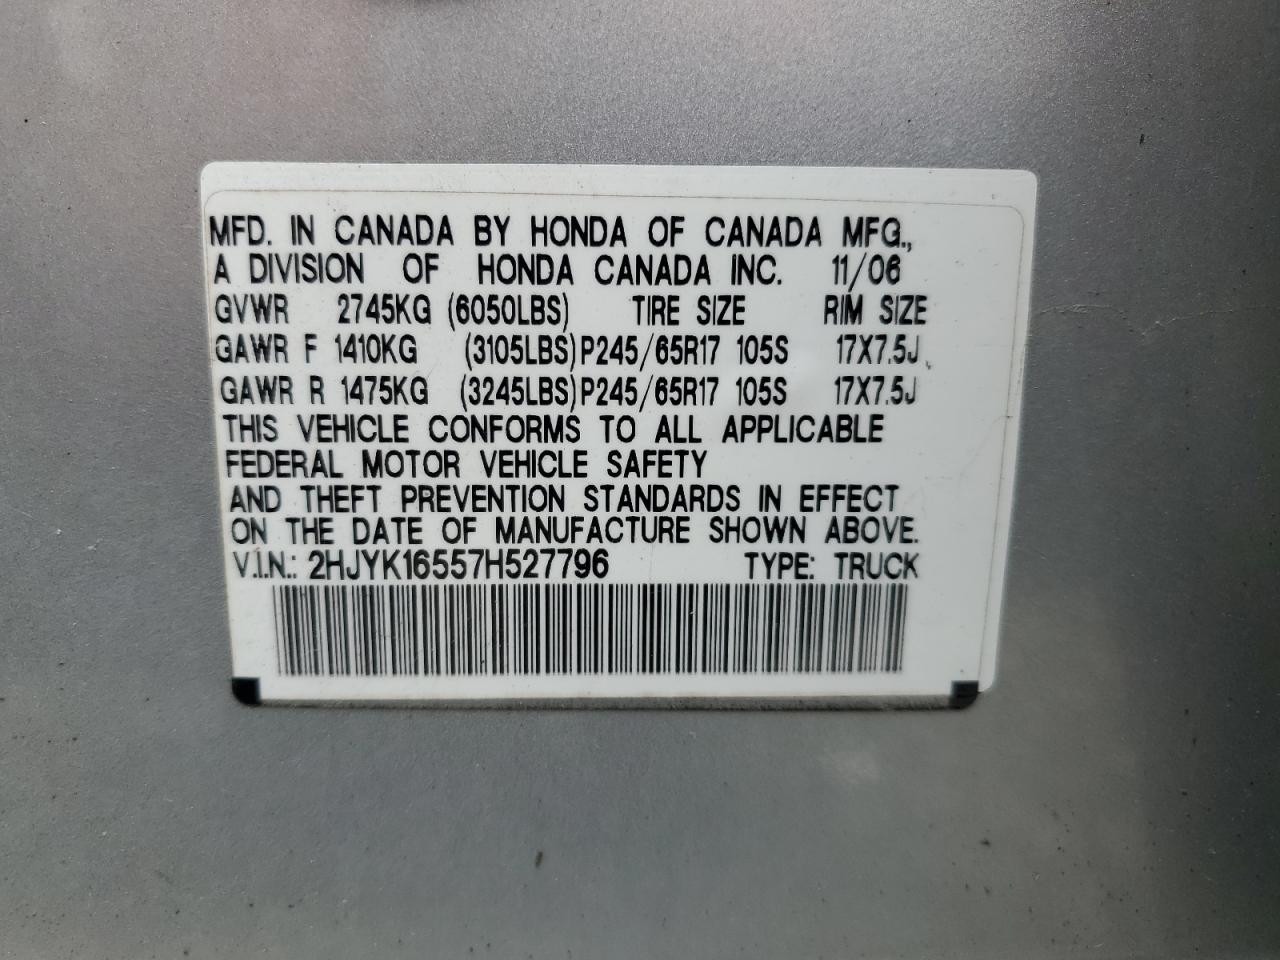 MFD. IN CANADA BY HONDA OF CANADA MFG.,
A DIVISION OF HONDA CANADA INC. 11/06
GVWR 2745KG (6050LBS) TIRE SIZE RIM SIZE
GAWR F 1410KG (3105LBS) P245/65R17 105S 17X7.5J
GAWR R 1475KG (3245LBS) P245/65R17 105S 17X7.5J
THIS VEHICLE CONFORMS TO ALL APPLICABLE
FEDERAL MOTOR VEHICLE SAFETY
AND THEFT PREVENTION STANDARDS IN EFFECT
ON THE DATE OF MANUFACTURE SHOWN ABOVE.
V.I.N.: 2HJYK16557H527796 TYPE: TRUCK